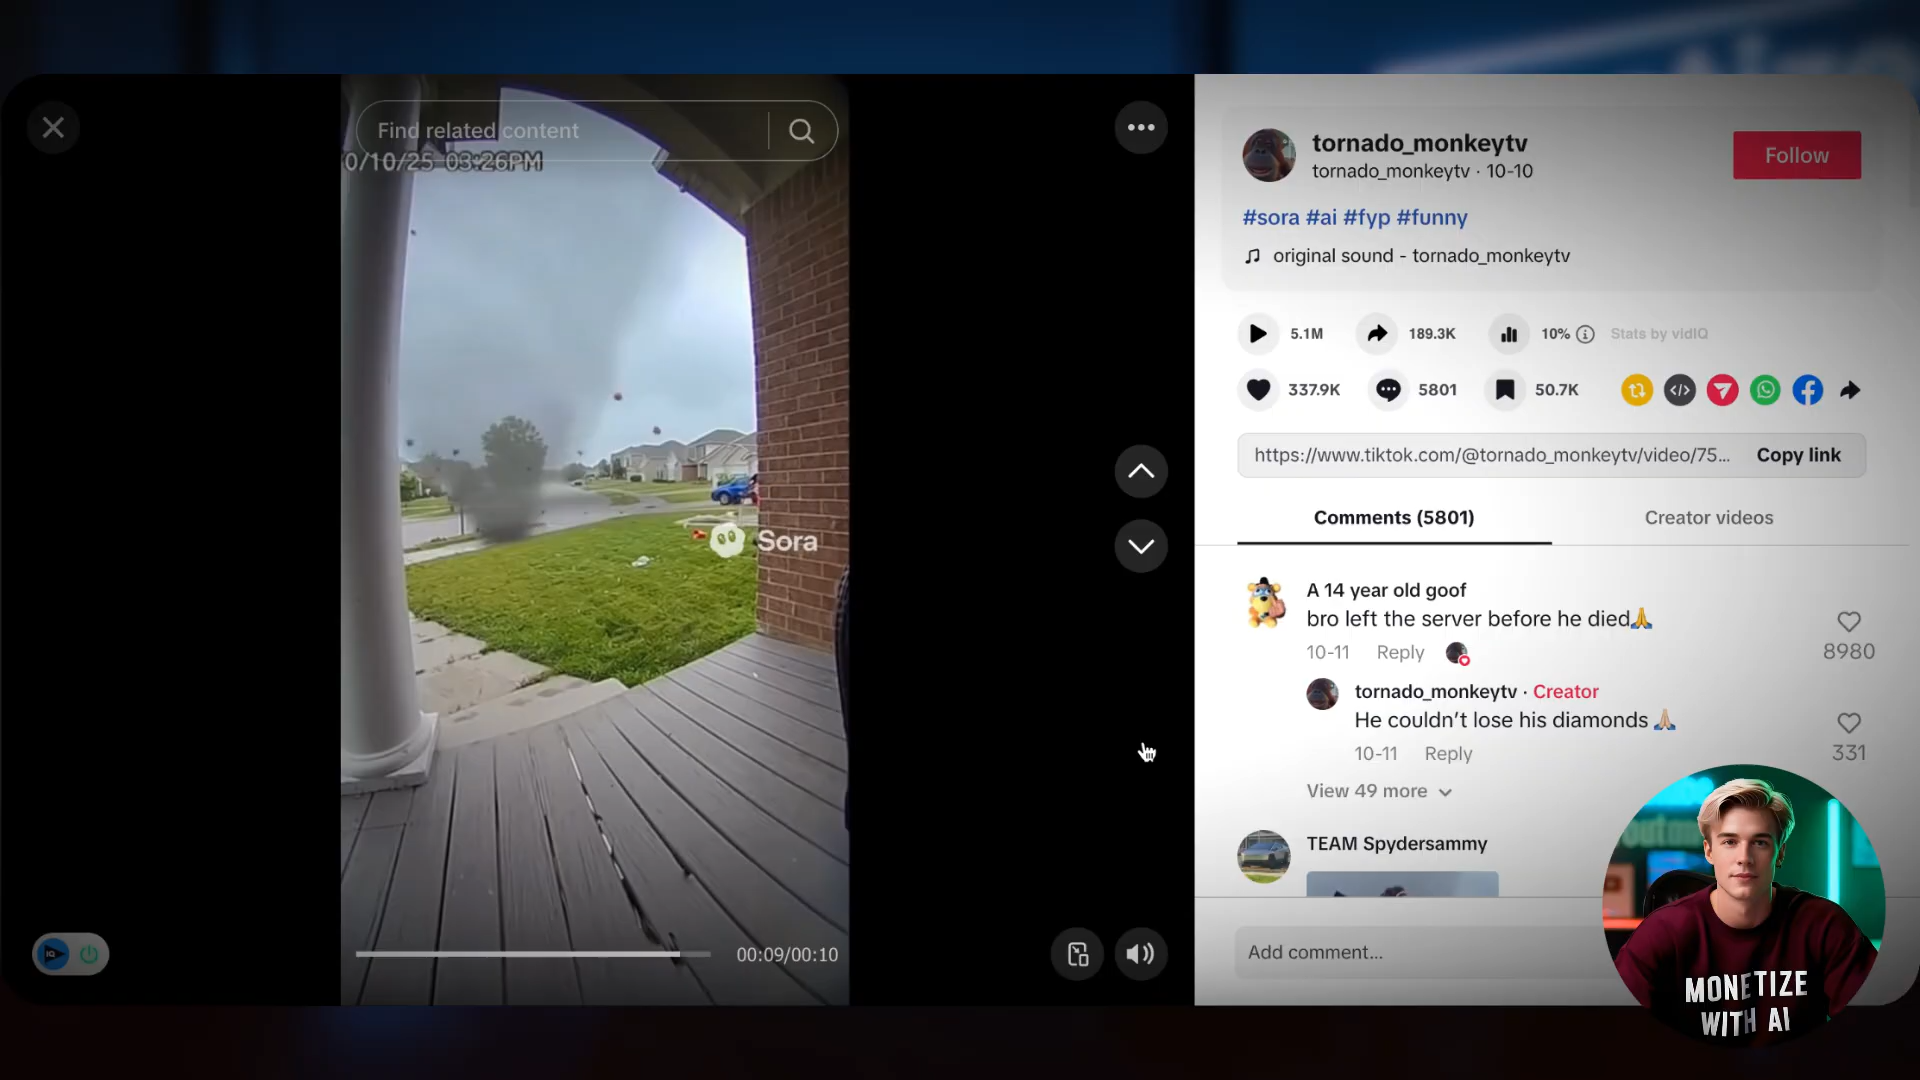 Find related content
0/10/25 03:26PM
Sora
00:09/00:10
tornado_monkeytv
tornado_monkeytv · 10-10
Follow
#sora #ai #fyp #funny
original sound - tornado_monkeytv
5.1M 189.3K 10% Stats by vidIQ
337.9K 5801 50.7K
https://www.tiktok.com/@tornado_monkeytv/video/75... Copy link
Comments (5801) Creator videos
A 14 year old goof
bro left the server before he died🙏
10-11 Reply
8980
tornado_monkeytv · Creator
He couldn't lose his diamonds 🙏🏼
10-11 Reply
331
View 49 more
TEAM Spydersammy
Add comment...
MONETIZE
WITH AI
IQ